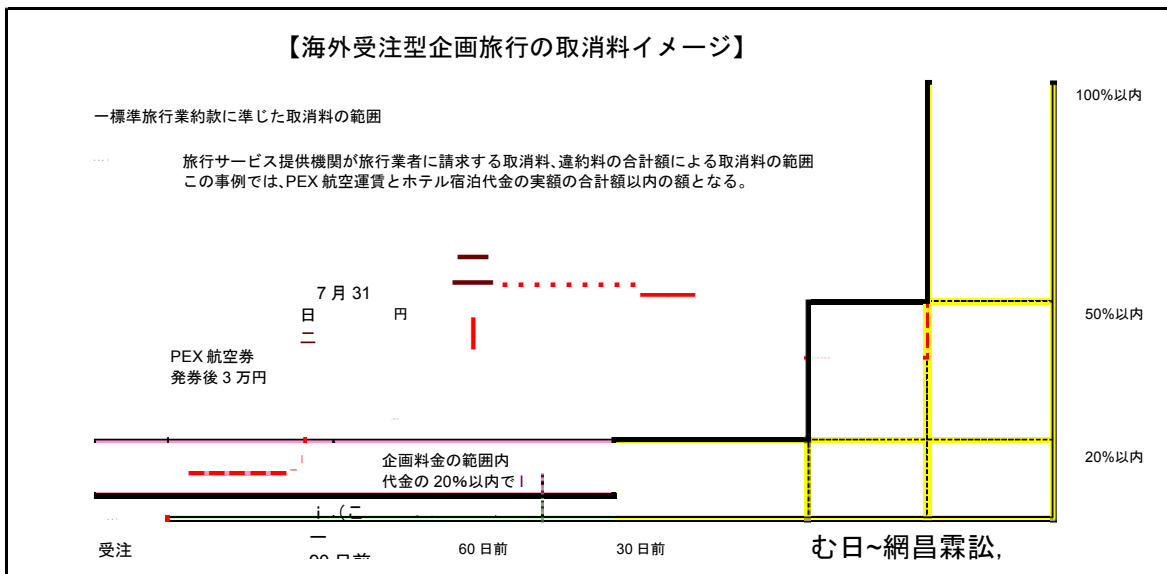 【海外受注型企画旅行の取消料イメージ】
100%以内
一標準旅行業約款に準じた取消料の範囲
旅行サービス提供機関が旅行業者に請求する取消料、違約料の合計額による取消料の範囲
この事例では、PEX 航空運賃とホテル宿泊代金の実額の合計額以内の額となる。
7 月 31
日
円
50%以内
PEX 航空券
発券後 3 万円
企画料金の範囲内
代金の 20%以内で
20%以内
受注
60 日前
30 日前
む日~網昌霖訟,